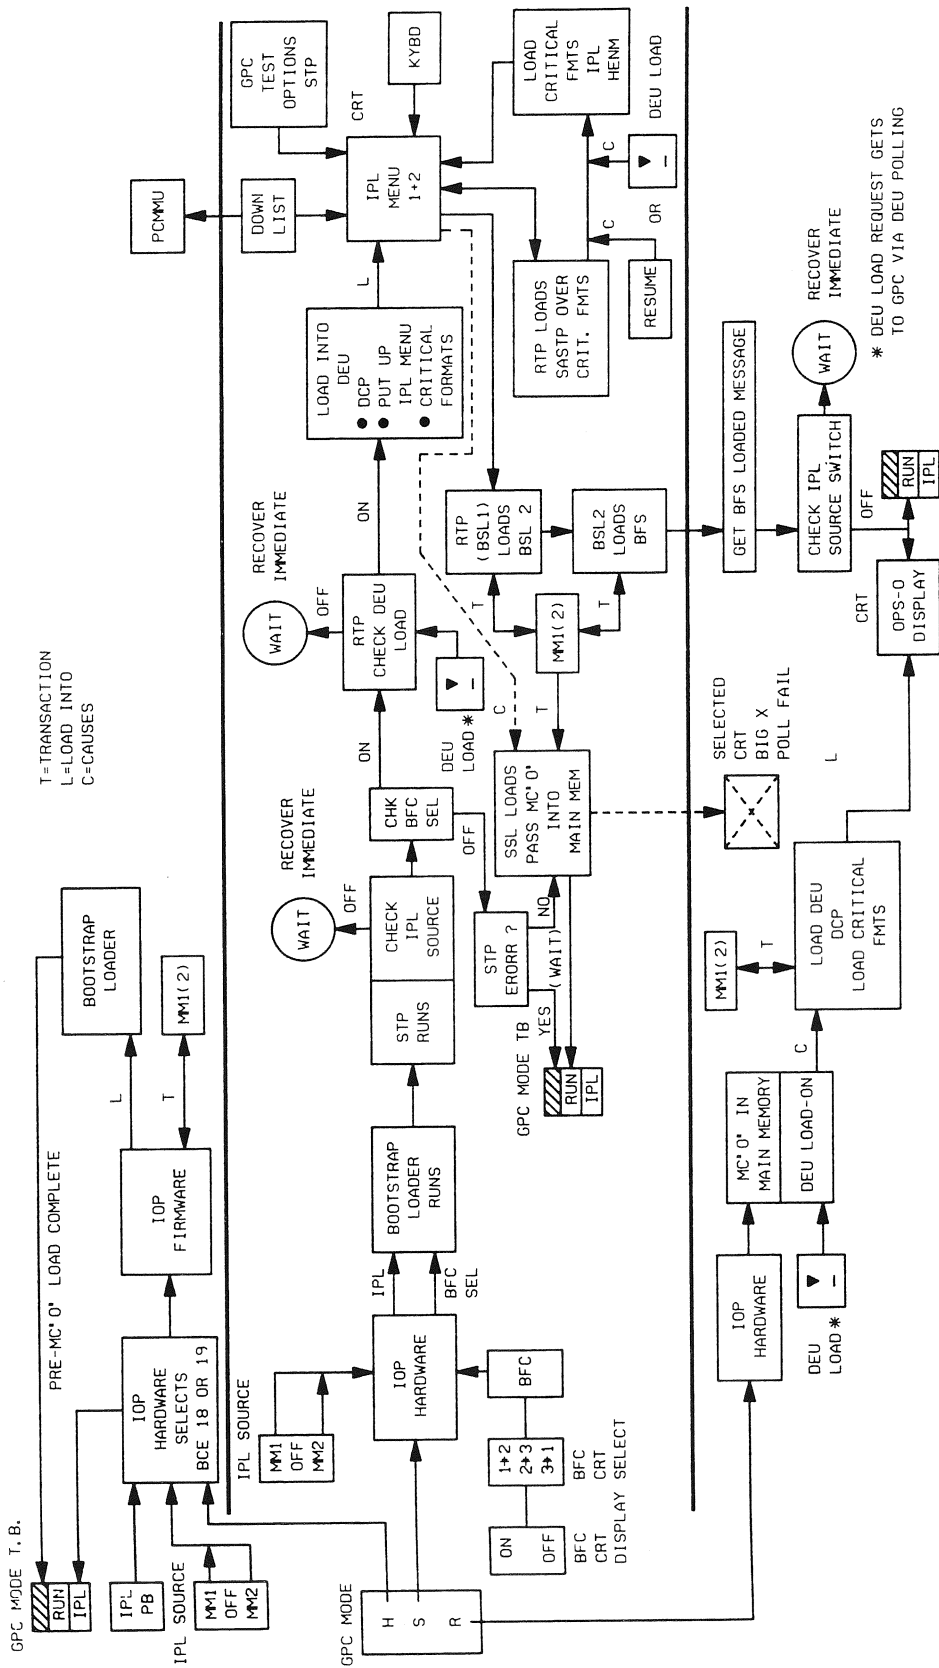 GPC MODE T.B.
RUN
IPL
PRE-MC"0" LOAD COMPLETE
IPL
PB
IPL SOURCE
MM1
OFF
MM2
IOP
HARDWARE
SELECTS
BCE 18 OR 19
IOP
FIRMWARE
L
T
BOOTSTRAP
LOADER
MM1(2)
T=TRANSACTION
L=LOAD INTO
C=CAUSES
GPC MODE
H
S
R
IPL SOURCE
MM1
OFF
MM2
IOP
HARDWARE
BFC
1→2
2→3
3→1
BFC
CRT
DISPLAY SELECT
ON
OFF
BFC
CRT
IPL
BFC
SEL
BOOTSTRAP
LOADER
RUNS
STP
RUNS
CHECK
IPL
SOURCE
OFF
WAIT
RECOVER
IMMEDIATE
CHK
BFC
SEL
ON
OFF
STP
ERORR ?
YES
NO
(WAIT)
GPC MODE TB
RUN
IPL
SSL LOADS
PASS MC"0"
INTO
MAIN MEM
DEU
LOAD *
RTP
CHECK DEU
LOAD
OFF
WAIT
RECOVER
IMMEDIATE
ON
LOAD INTO
DEU
● DCP
● PUT UP
IPL MENU
● CRITICAL
FORMATS
L
IPL
MENU
1+2
CRT
PCMMU
DOWN
LIST
GPC
TEST
OPTIONS
STP
KYBD
LOAD
CRITICAL
FMTS
IPL
HENM
C
DEU LOAD
OR
C
RESUME
RTP LOADS
SASTP OVER
CRIT. FMTS
RTP
(BSL1)
LOADS
BSL 2
BSL2
LOADS
BFS
T
T
MM1(2)
T
C
SELECTED
CRT
BIG X
POLL FAIL
GET BFS LOADED MESSAGE
CHECK IPL
SOURCE SWITCH
WAIT
RECOVER
IMMEDIATE
OFF
RUN
IPL
CRT
OPS-0
DISPLAY
L
IOP
HARDWARE
DEU
LOAD *
MC"0" IN
MAIN MEMORY
DEU LOAD-ON
C
LOAD DEU
DCP
LOAD CRITICAL
FMTS
T
MM1(2)
* DEU LOAD REQUEST GETS
TO GPC VIA DEU POLLING